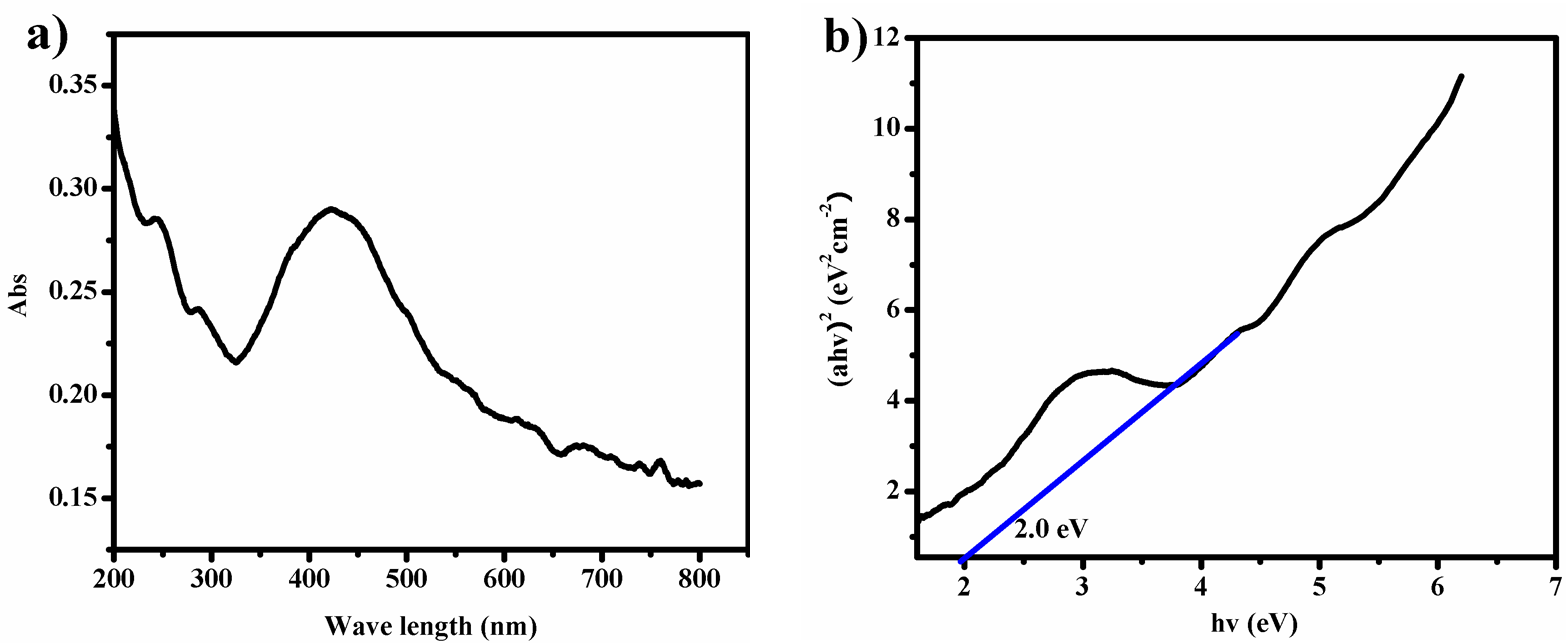 a)
0.35
0.30
0.25
0.20
0.15
Abs
200 300 400 500 600 700 800
Wave length (nm)
b)
12
10
8
6
4
2
(ahv)² (eV²cm⁻²)
2.0 eV
2 3 4 5 6 7
hv (eV)